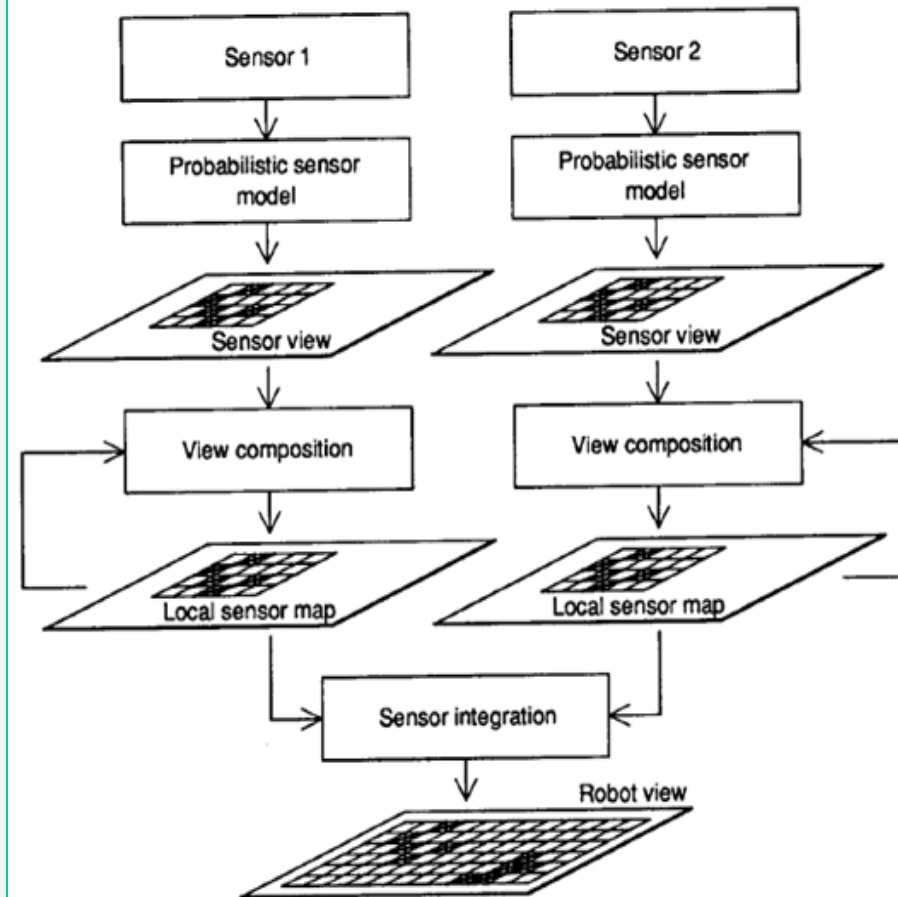 Sensor 1
Sensor 2
Probabilistic sensor
model
Probabilistic sensor
model
Sensor view
Sensor view
View composition
View composition
Local sensor map
Local sensor map
Sensor integration
Robot view